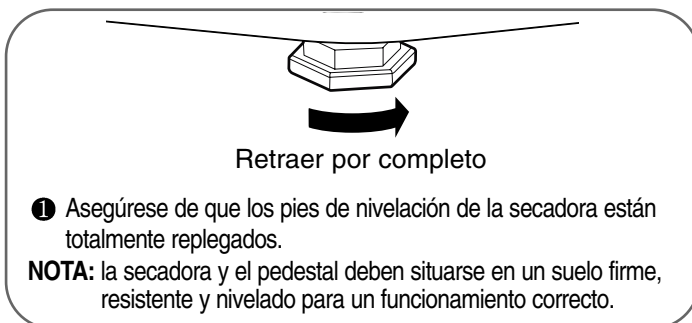 Retraer por completo
❶ Asegúrese de que los pies de nivelación de la secadora están
totalmente replegados.
NOTA: la secadora y el pedestal deben situarse en un suelo firme,
resistente y nivelado para un funcionamiento correcto.